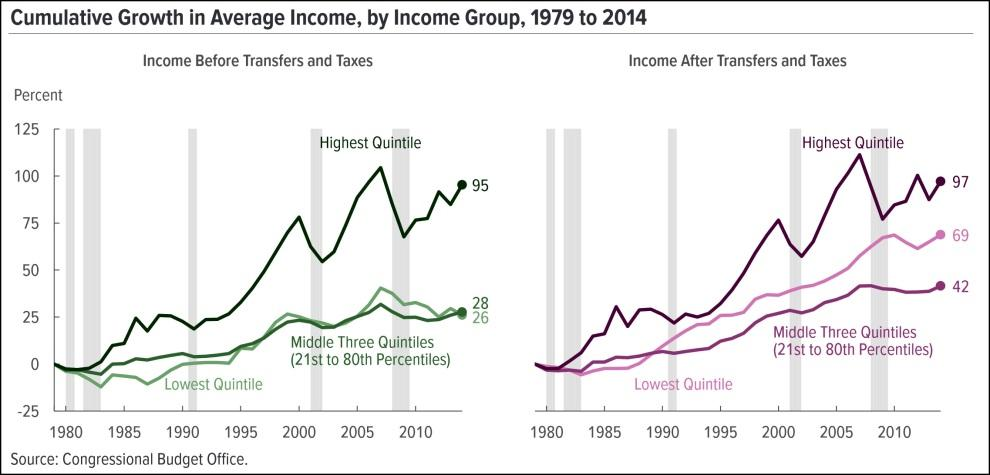 Cumulative Growth in Average Income, by Income Group, 1979 to 2014
Income Before Transfers and Taxes
Income After Transfers and Taxes
Percent
125
100
75
50
25
0
-25
Highest Quintile
95
28
26
Middle Three Quintiles
(21st to 80th Percentiles)
Lowest Quintile
1980 1985 1990 1995 2000 2005 2010
Highest Quintile
97
69
42
Middle Three Quintiles
(21st to 80th Percentiles)
Lowest Quintile
1980 1985 1990 1995 2000 2005 2010
Source: Congressional Budget Office.